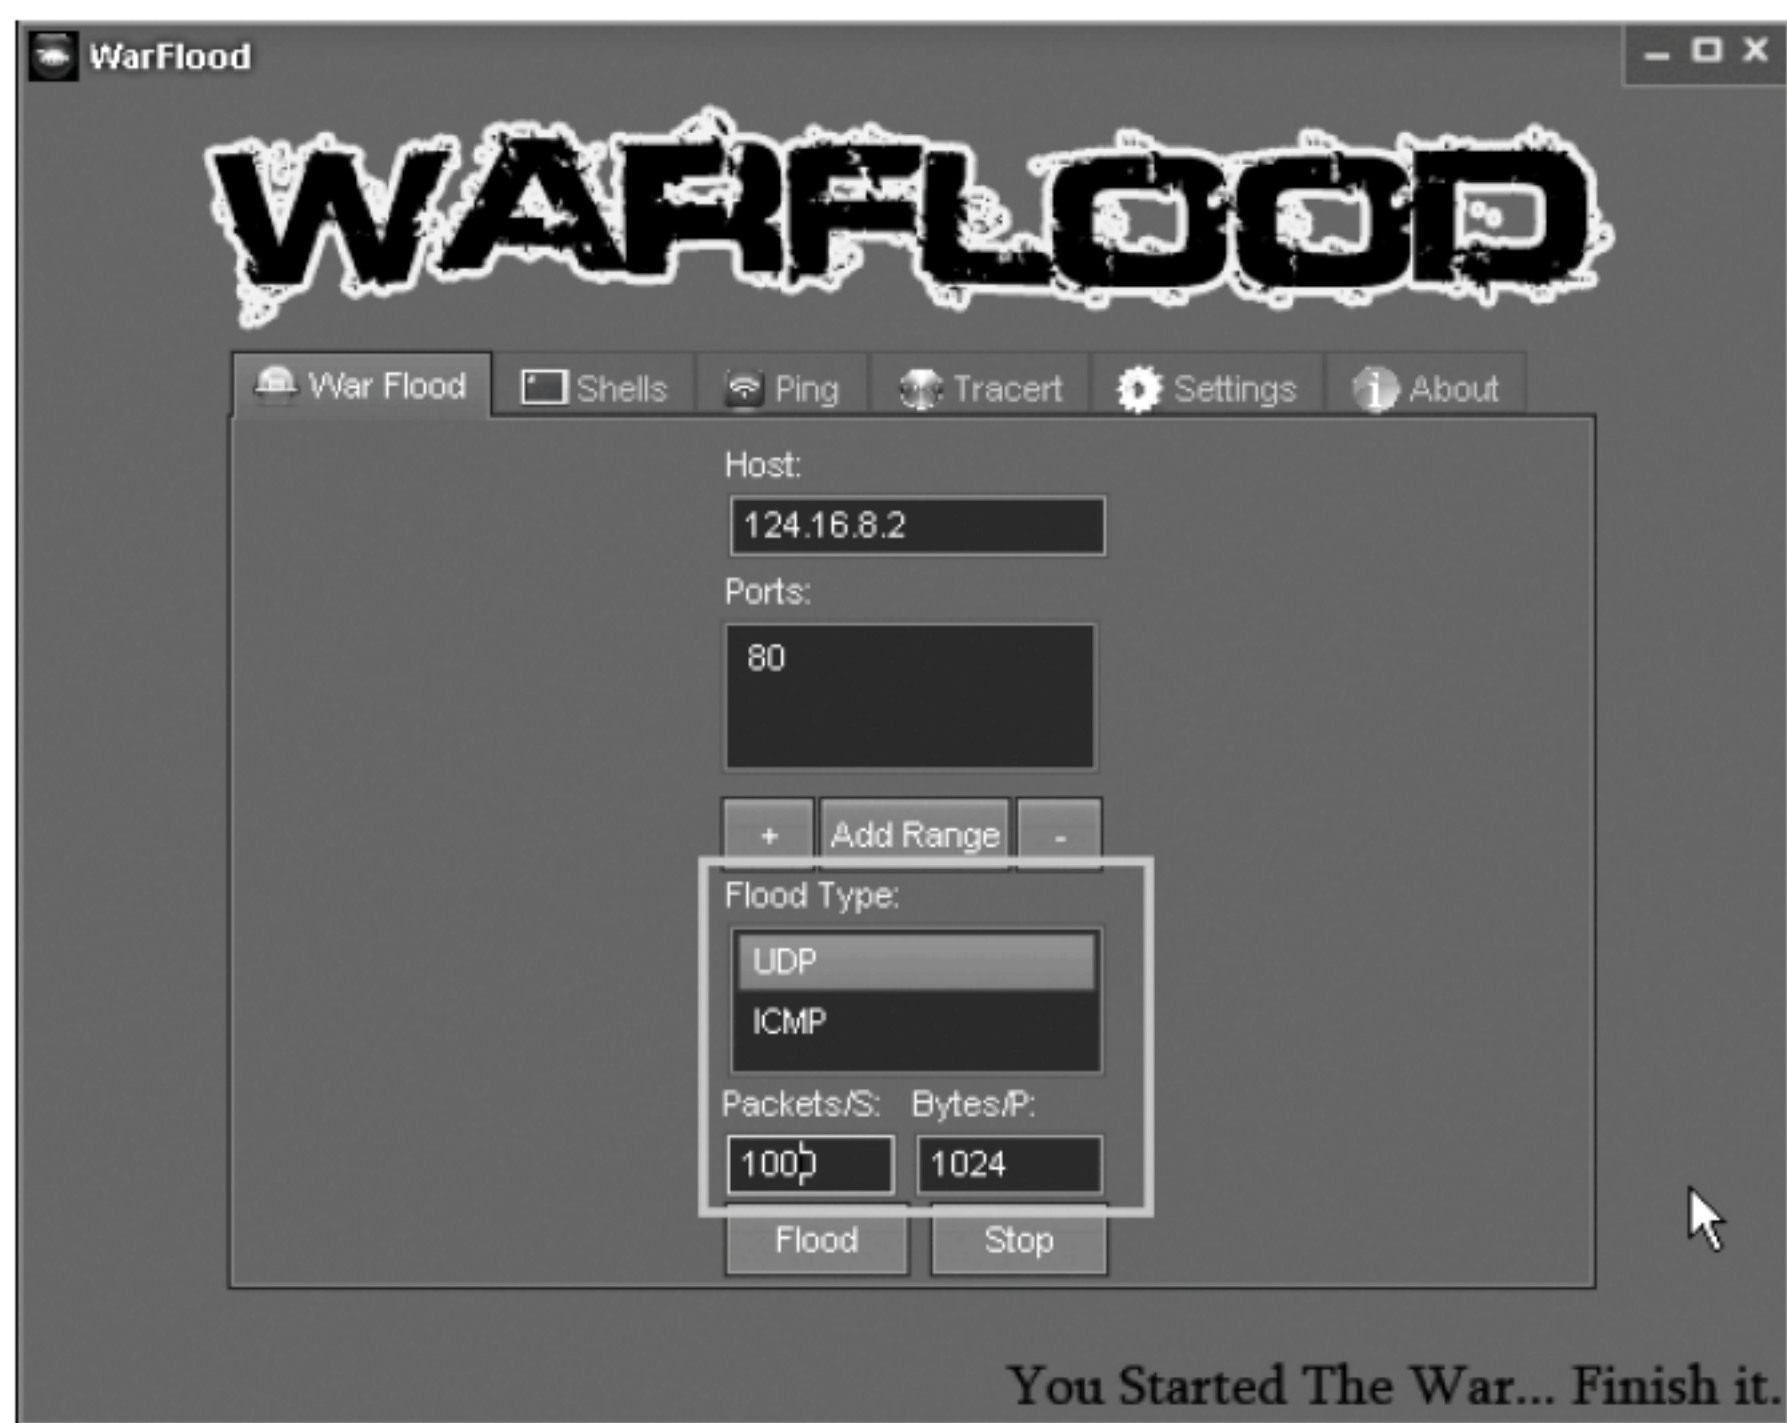 WarFlood
WARFLOOD
War Flood Shells Ping Tracert Settings About
Host:
124.16.8.2
Ports:
80
+ Add Range -
Flood Type:
UDP
ICMP
Packets/S: Bytes/P:
1000 1024
Flood Stop
You Started The War... Finish it.